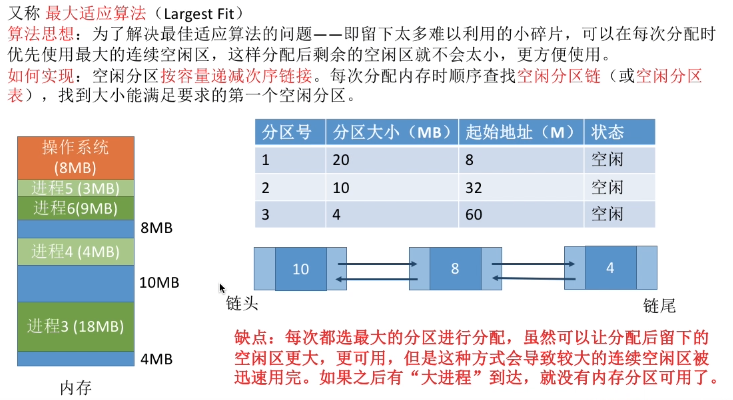 又称 最大适应算法（Largest Fit）
算法思想：为了解决最佳适应算法的问题——即留下太多难以利用的小碎片，可以在每次分配时
优先使用最大的连续空闲区，这样分配后剩余的空闲区就不会太小，更方便使用。
如何实现：空闲分区按容量递减次序链接。每次分配内存时顺序查找空闲分区链（或空闲分区
表），找到大小能满足要求的第一个空闲分区。
操作系统
(8MB)
进程5 (3MB)
进程6(9MB)
8MB
进程4 (4MB)
10MB
进程3 (18MB)
4MB
内存
分区号 分区大小（MB） 起始地址（M） 状态
1 20 8 空闲
2 10 32 空闲
3 4 60 空闲
10 8 4
链头 链尾
缺点：每次都选最大的分区进行分配，虽然可以让分配后留下的
空闲区更大，更可用，但是这种方式会导致较大的连续空闲区被
迅速用完。如果之后有“大进程”到达，就没有内存分区可用了。